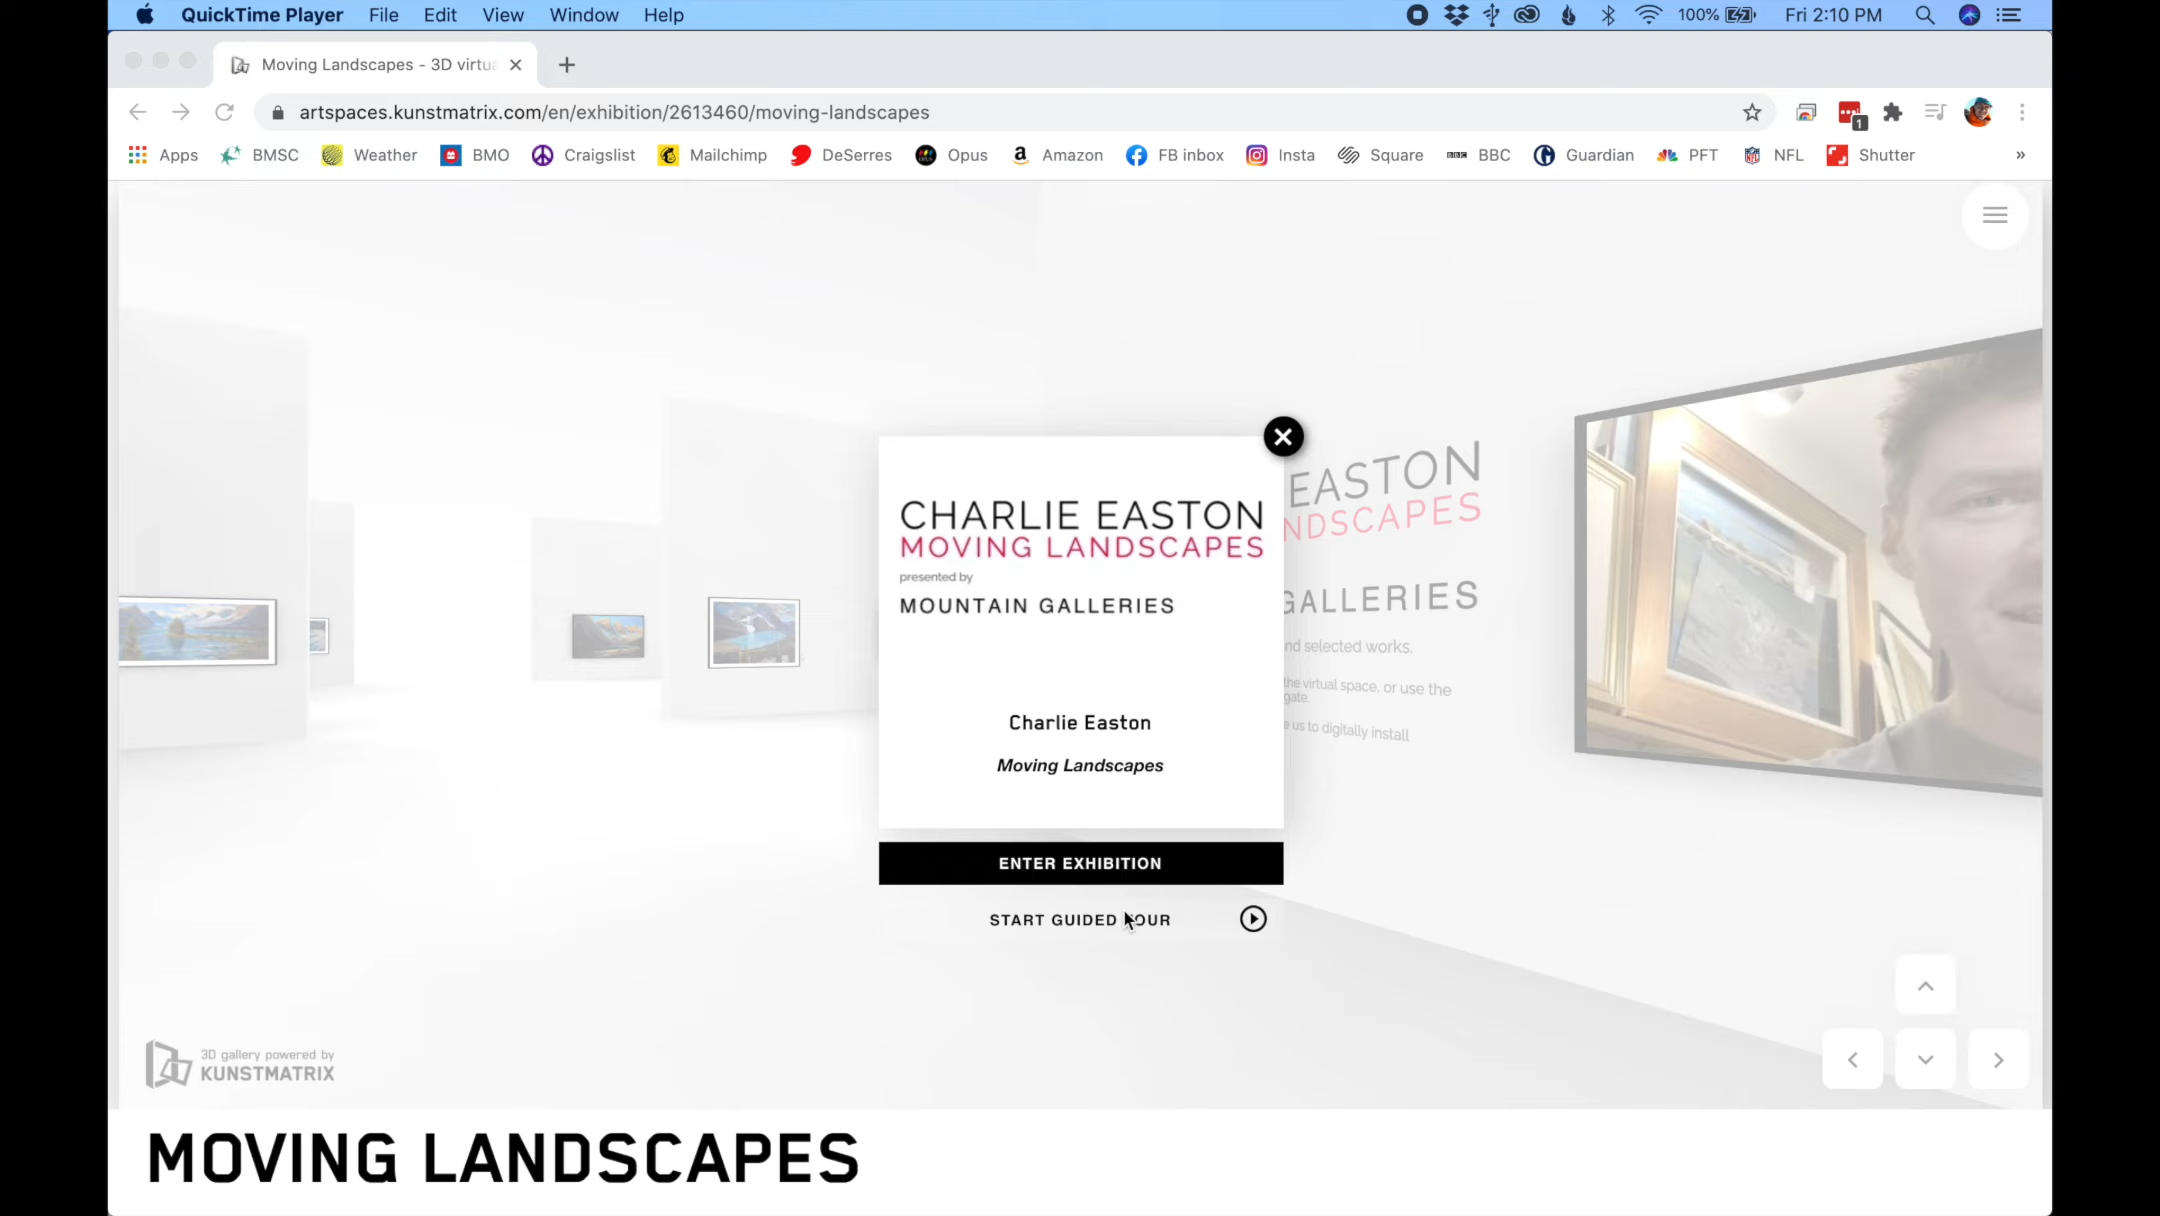 QuickTime Player File Edit View Window Help 100% Fri 2:10 PM
Moving Landscapes - 3D virtua
artspaces.kunstmatrix.com/en/exhibition/2613460/moving-landscapes
1
Apps BMSC Weather BMO Craigslist Mailchimp DeSerres Opus Amazon FB inbox Insta Square BBC Guardian PFT NFL Shutter »
CHARLIE EASTON
MOVING LANDSCAPES
presented by
MOUNTAIN GALLERIES
Charlie Easton
Moving Landscapes
ENTER EXHIBITION
START GUIDED TOUR
EASTON
NDSCAPES
GALLERIES
nd selected works.
the virtual space, or use the
gate.
e us to digitally install
3D gallery powered by
KUNSTMATRIX
MOVING LANDSCAPES